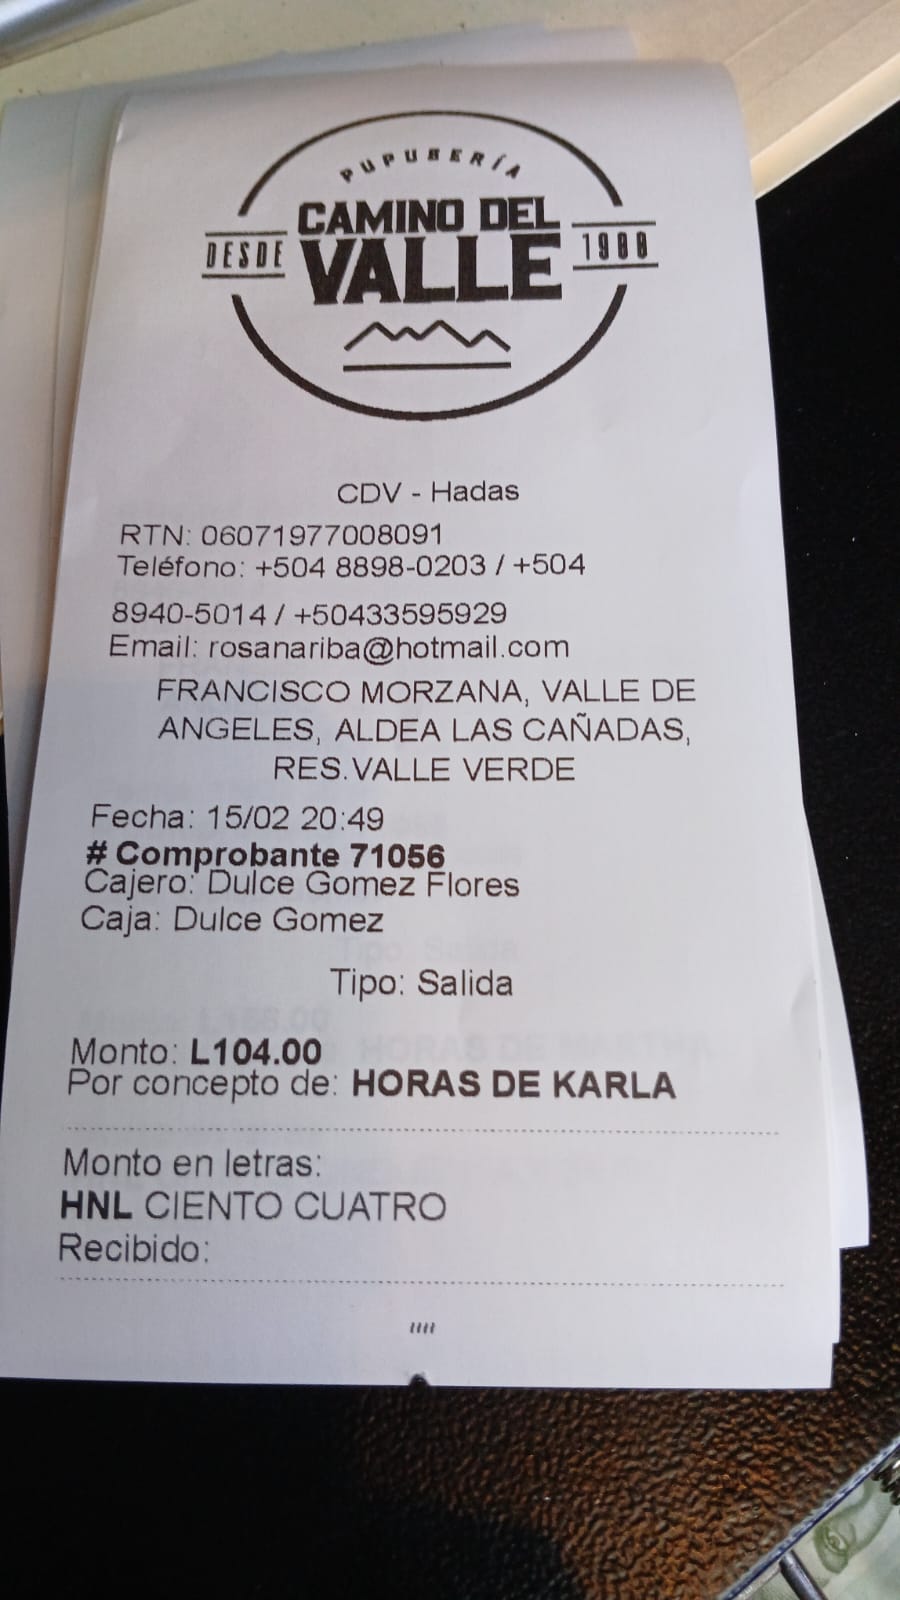 PUPUSERÍA
CAMINO DEL
DESDE VALLE 1988
CDV - Hadas
RTN: 06071977008091
Teléfono: +504 8898-0203 / +504
8940-5014 / +50433595929
Email: rosanariba@hotmail.com
FRANCISCO MORZANA, VALLE DE
ANGELES, ALDEA LAS CAÑADAS,
RES.VALLE VERDE
Fecha: 15/02 20:49
# Comprobante 71056
Cajero: Dulce Gomez Flores
Caja: Dulce Gomez
Tipo: Salida
Monto: L104.00
Por concepto de: HORAS DE KARLA
Monto en letras:
HNL CIENTO CUATRO
Recibido: